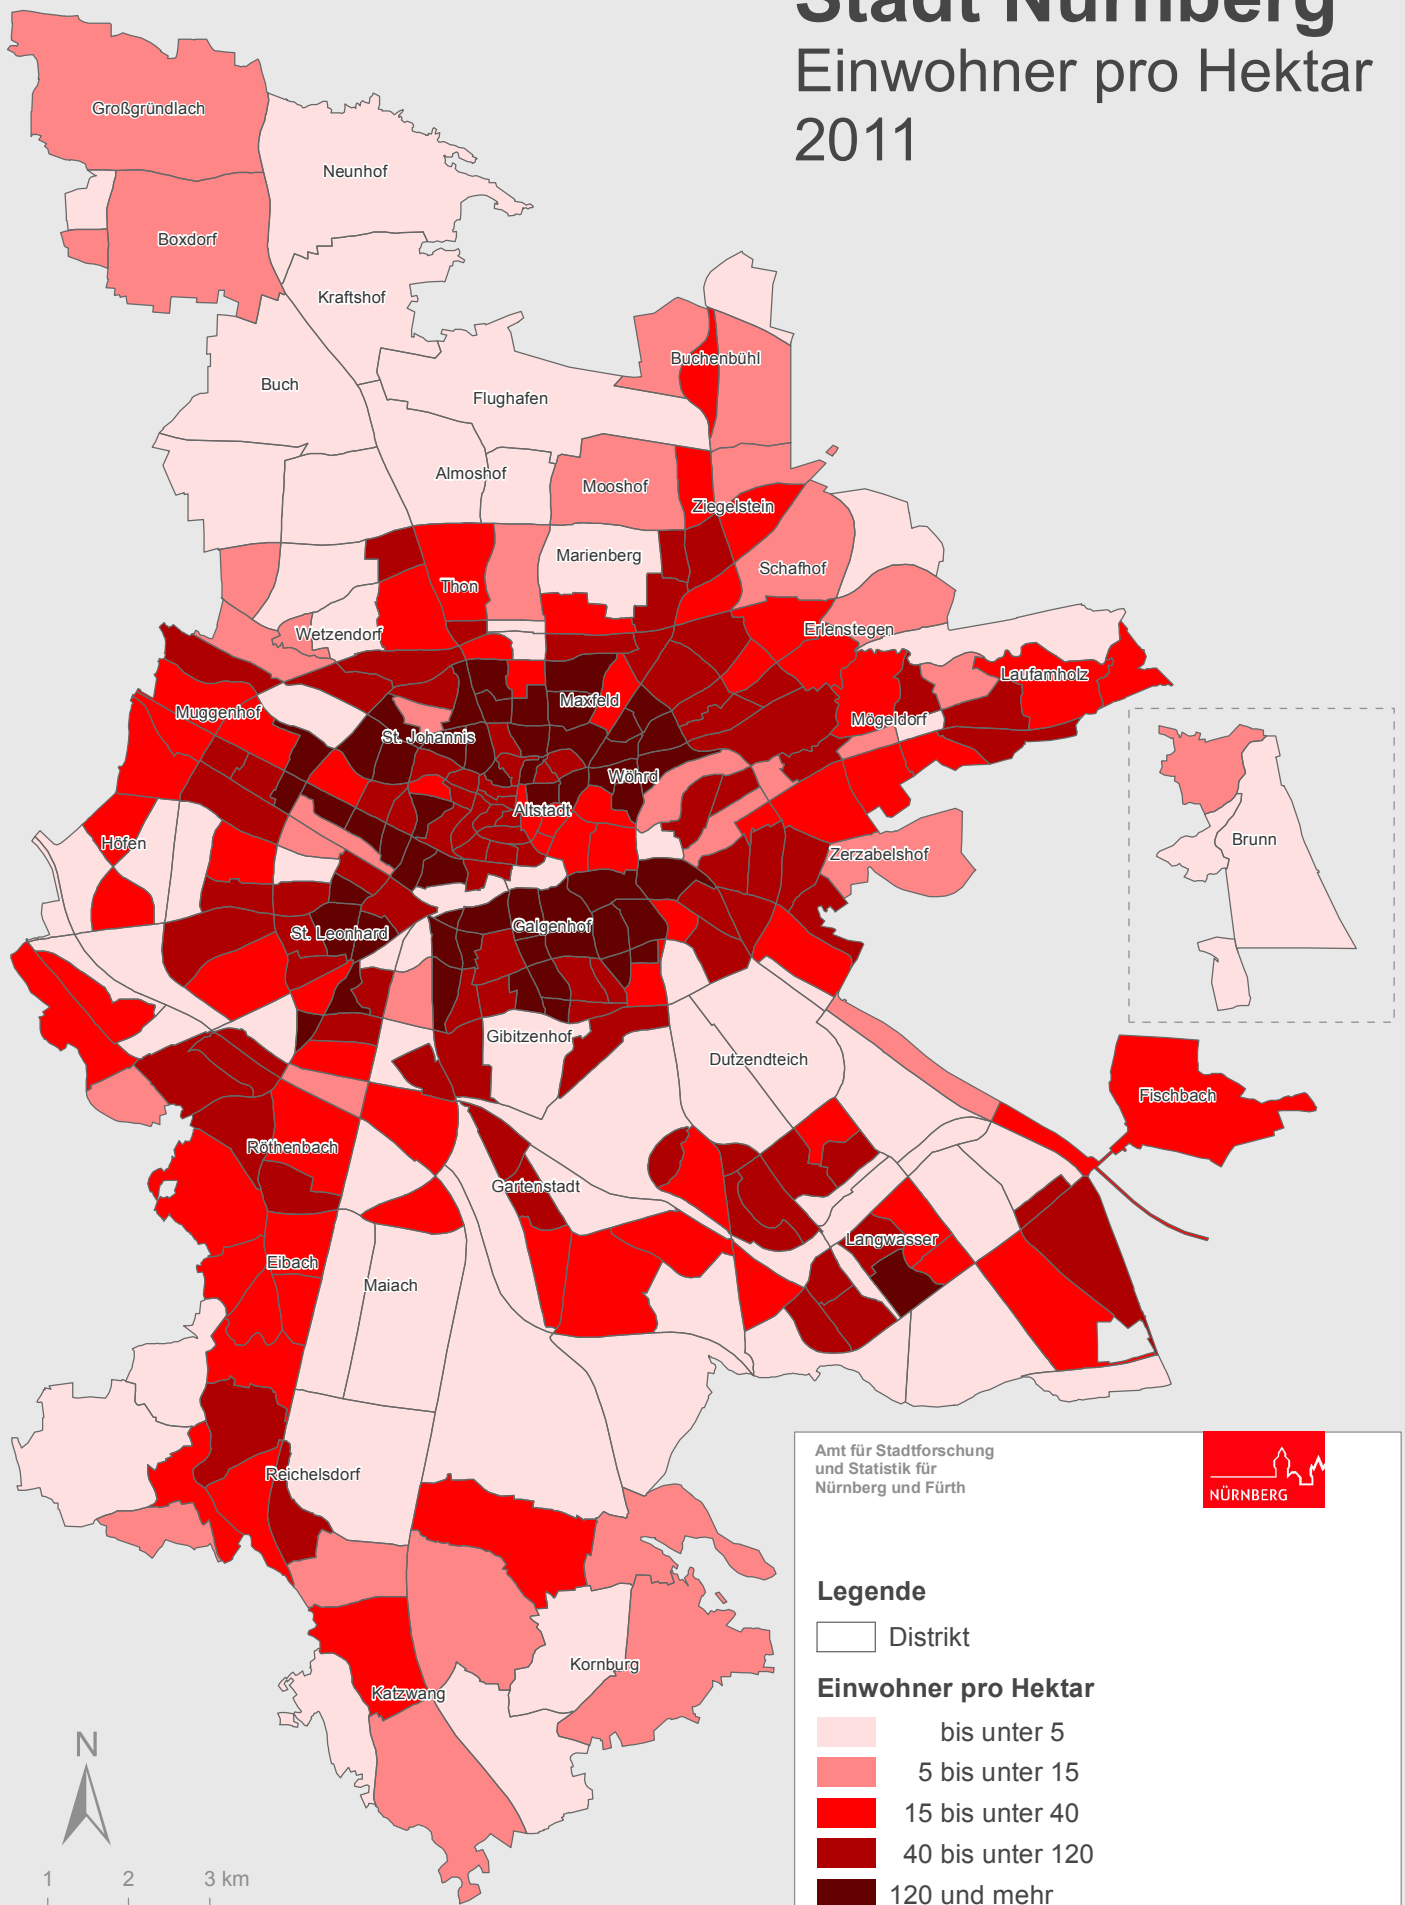 Stadt Nürnberg
Einwohner pro Hektar
2011
Großgründlach
Neunhof
Boxdorf
Kraftshof
Buchenbühl
Buch
Flughafen
Almoshof
Mooshof
Ziegelstein
Marienberg
Schafhof
Thon
Wetzendorf
Erlenstegen
Laufamholz
Maxfeld
Muggenhof
Mögeldorf
St. Johannis
Wöhrd
Altstadt
Höfen
Zerzabelshof
Brunn
Galgenhof
St. Leonhard
Gibitzenhof
Dutzendteich
Fischbach
Röthenbach
Gartenstadt
Langwasser
Eibach
Maiach
Reichelsdorf
Kornburg
Katzwang
Amt für Stadtforschung
und Statistik für
Nürnberg und Fürth
NÜRNBERG
Legende
Distrikt
Einwohner pro Hektar
bis unter 5
5 bis unter 15
15 bis unter 40
40 bis unter 120
120 und mehr
N
1 2 3 km